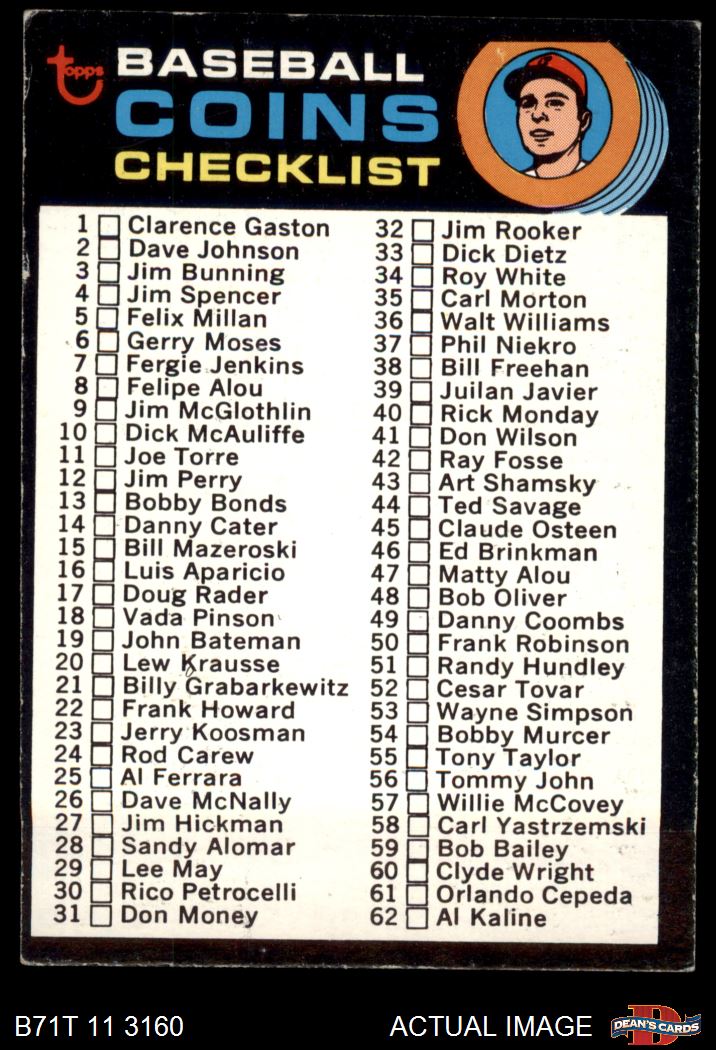 topps
BASEBALL
COINS
CHECKLIST
1 Clarence Gaston
2 Dave Johnson
3 Jim Bunning
4 Jim Spencer
5 Felix Millan
6 Gerry Moses
7 Fergie Jenkins
8 Felipe Alou
9 Jim McGlothlin
10 Dick McAuliffe
11 Joe Torre
12 Jim Perry
13 Bobby Bonds
14 Danny Cater
15 Bill Mazeroski
16 Luis Aparicio
17 Doug Rader
18 Vada Pinson
19 John Bateman
20 Lew Krausse
21 Billy Grabarkewitz
22 Frank Howard
23 Jerry Koosman
24 Rod Carew
25 Al Ferrara
26 Dave McNally
27 Jim Hickman
28 Sandy Alomar
29 Lee May
30 Rico Petrocelli
31 Don Money
32 Jim Rooker
33 Dick Dietz
34 Roy White
35 Carl Morton
36 Walt Williams
37 Phil Niekro
38 Bill Freehan
39 Juilan Javier
40 Rick Monday
41 Don Wilson
42 Ray Fosse
43 Art Shamsky
44 Ted Savage
45 Claude Osteen
46 Ed Brinkman
47 Matty Alou
48 Bob Oliver
49 Danny Coombs
50 Frank Robinson
51 Randy Hundley
52 Cesar Tovar
53 Wayne Simpson
54 Bobby Murcer
55 Tony Taylor
56 Tommy John
57 Willie McCovey
58 Carl Yastrzemski
59 Bob Bailey
60 Clyde Wright
61 Orlando Cepeda
62 Al Kaline
B71T 11 3160
ACTUAL IMAGE
DEAN'S CARDS